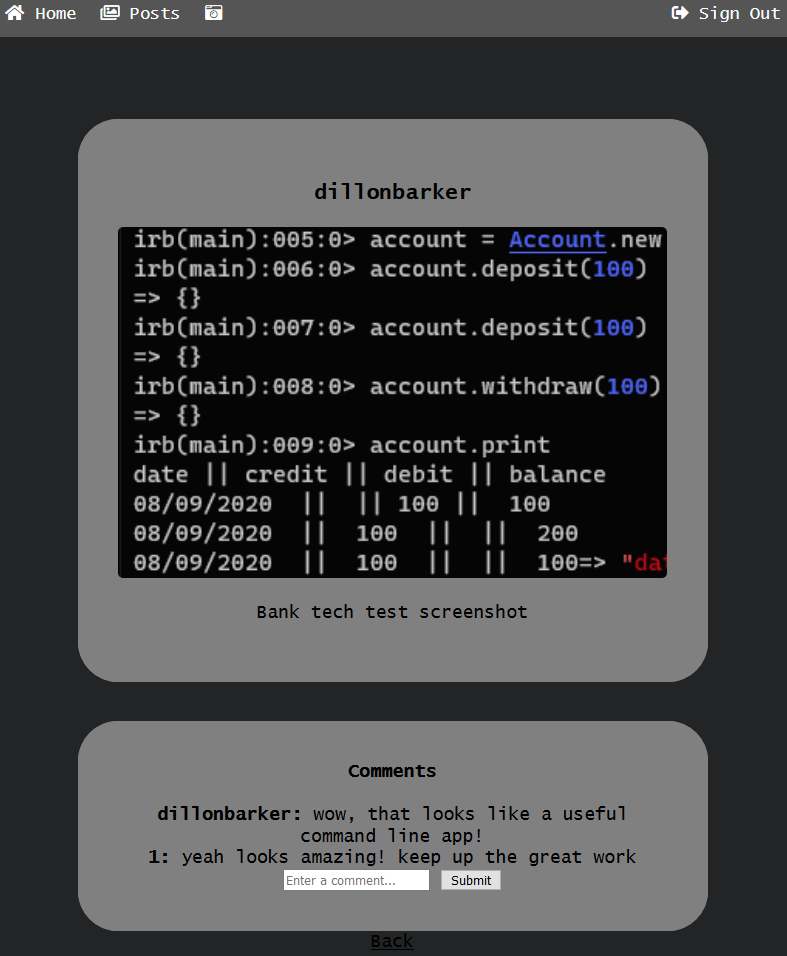 Home Posts Sign Out
dillonbarker
irb(main):005:0> account = Account.new
irb(main):006:0> account.deposit(100)
=> {}
irb(main):007:0> account.deposit(100)
=> {}
irb(main):008:0> account.withdraw(100)
=> {}
irb(main):009:0> account.print
date || credit || debit || balance
08/09/2020 || || 100 || 100
08/09/2020 || 100 || || 200
08/09/2020 || 100 || || 100=> "dat
Bank tech test screenshot
Comments
dillonbarker: wow, that looks like a useful
command line app!
1: yeah looks amazing! keep up the great work
Enter a comment... Submit
Back